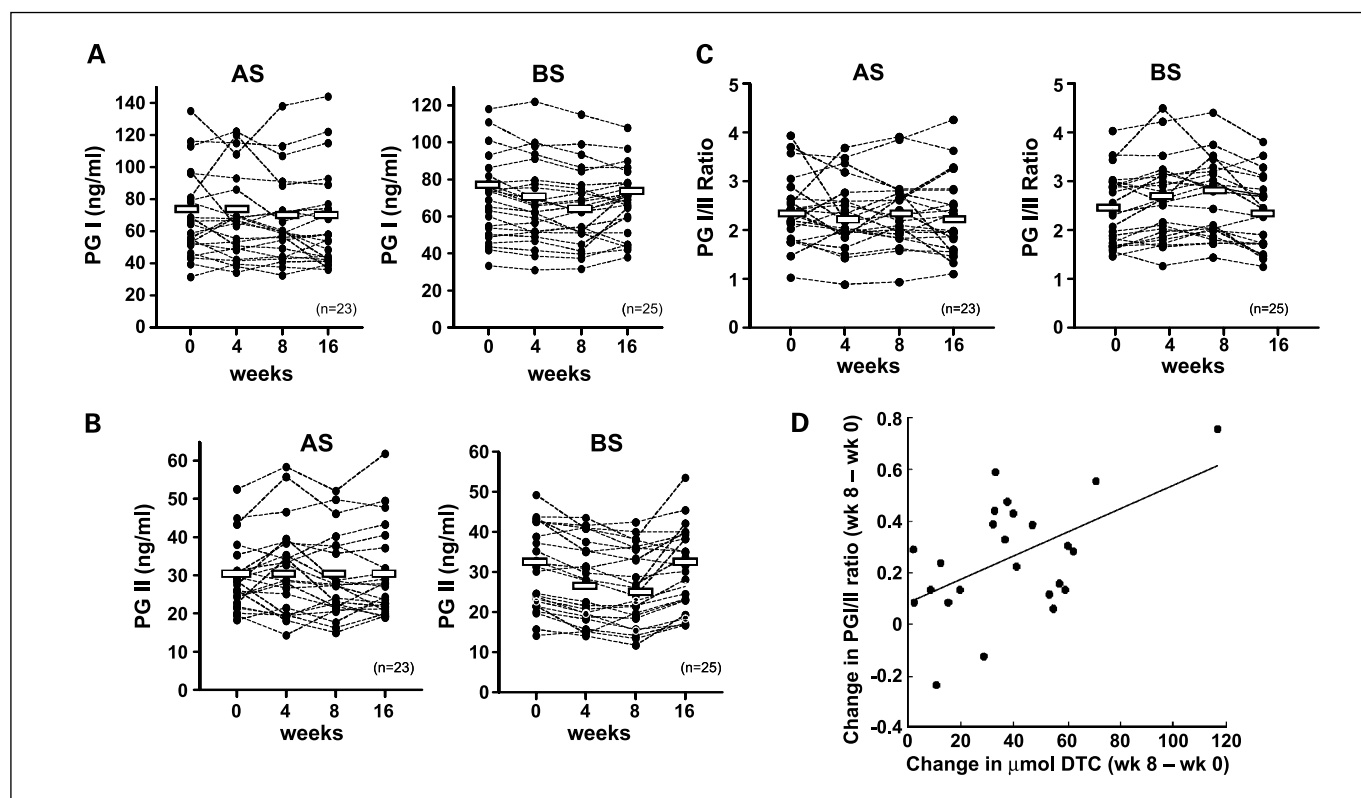 A
AS
PG I (ng/ml)
140
120
100
80
60
40
20
0
(n=23)
0 4 8 16
weeks
BS
PG I (ng/ml)
120
100
80
60
40
20
0
(n=25)
0 4 8 16
weeks
C
AS
PG I/II Ratio
5
4
3
2
1
0
(n=23)
0 4 8 16
weeks
BS
PG I/II Ratio
5
4
3
2
1
0
(n=25)
0 4 8 16
weeks
B
AS
PG II (ng/ml)
60
50
40
30
20
10
0
(n=23)
0 4 8 16
weeks
BS
PG II (ng/ml)
60
50
40
30
20
10
0
(n=25)
0 4 8 16
weeks
D
Change in PGI/II ratio (wk 8 – wk 0)
0.8
0.6
0.4
0.2
0
-0.2
-0.4
0 20 40 60 80 100 120
Change in μmol DTC (wk 8 – wk 0)